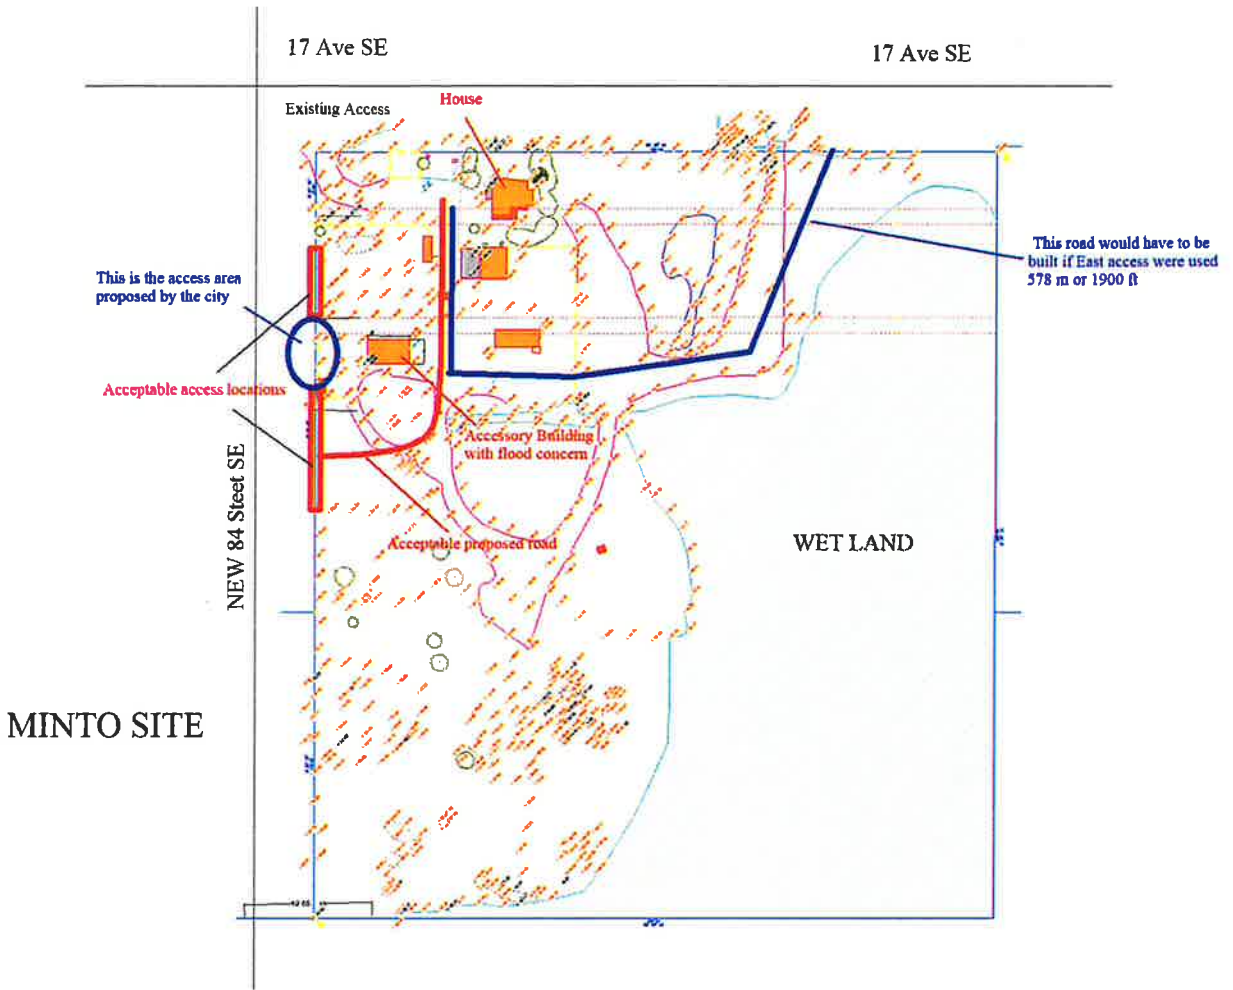 17 Ave SE
17 Ave SE
Existing Access
House
This is the access area
proposed by the city
This road would have to be
built if East access were used
578 m or 1900 ft
Acceptable access locations
Accessory Building
with flood concern
NEW 84 Steet SE
Acceptable proposed road
WET LAND
MINTO SITE